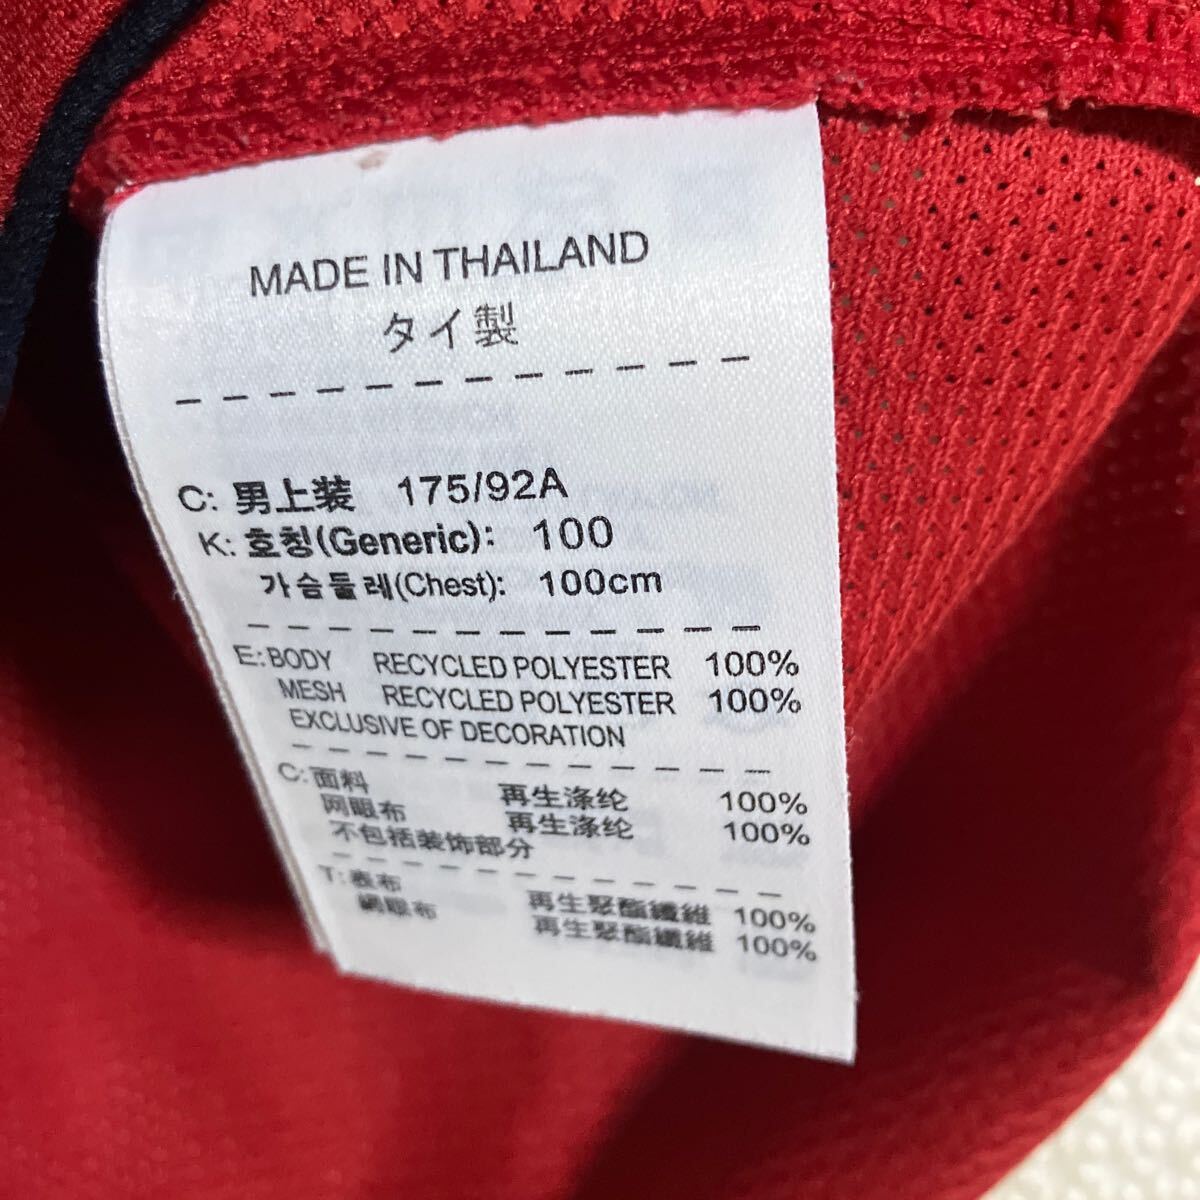 MADE IN THAILAND
タイ製
C: 男上装 175/92A
K: 호칭(Generic): 100
가슴둘레(Chest): 100cm
E: BODY RECYCLED POLYESTER 100%
MESH RECYCLED POLYESTER 100%
EXCLUSIVE OF DECORATION
C: 面料 再生涤纶 100%
网眼布 再生涤纶 100%
不包括装饰部分
T: 表布 再生聚酯纖維 100%
網眼布 再生聚酯纖維 100%